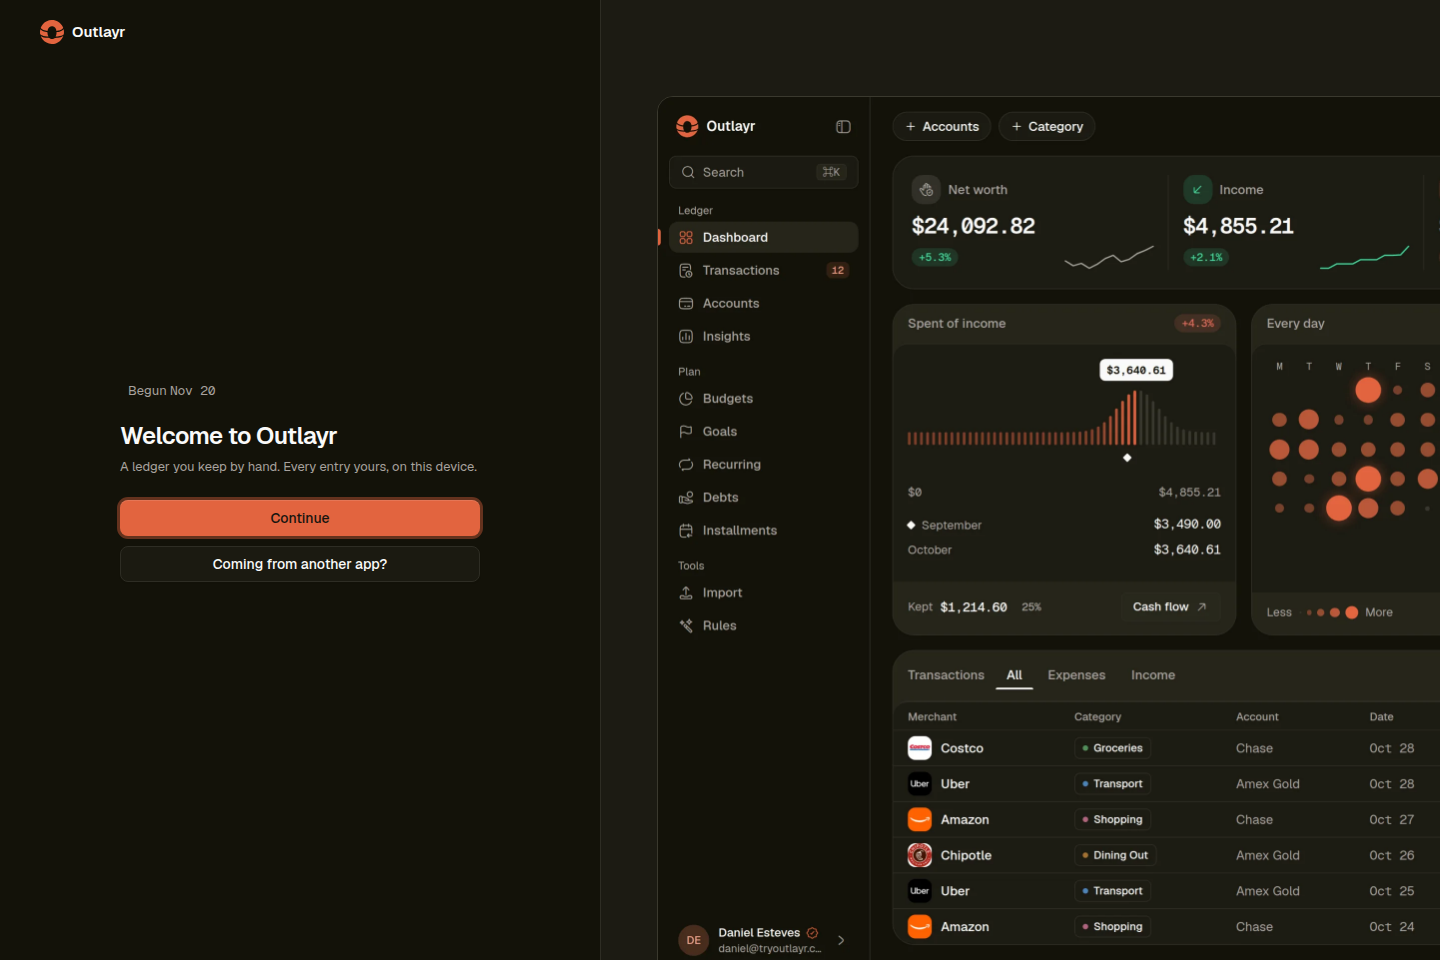 Outlayr
Begun Nov 20
Welcome to Outlayr
A ledger you keep by hand. Every entry yours, on this device.
Continue
Coming from another app?
Outlayr
Search ⌘K
Ledger
Dashboard
Transactions 12
Accounts
Insights
Plan
Budgets
Goals
Recurring
Debts
Installments
Tools
Import
Rules
DE
Daniel Esteves
daniel@tryoutlayr.c...
+ Accounts
+ Category
Net worth
$24,092.82
+5.3%
Income
$4,855.21
+2.1%
Spent of income
+4.3%
$3,640.61
$0 $4,855.21
September $3,490.00
October $3,640.61
Kept $1,214.60 25%
Cash flow
Every day
M T W T F S
Less More
Transactions All Expenses Income
Merchant Category Account Date
Costco Groceries Chase Oct 28
Uber Uber Transport Amex Gold Oct 28
Amazon Shopping Chase Oct 27
Chipotle Dining Out Amex Gold Oct 26
Uber Uber Transport Amex Gold Oct 25
Amazon Shopping Chase Oct 24